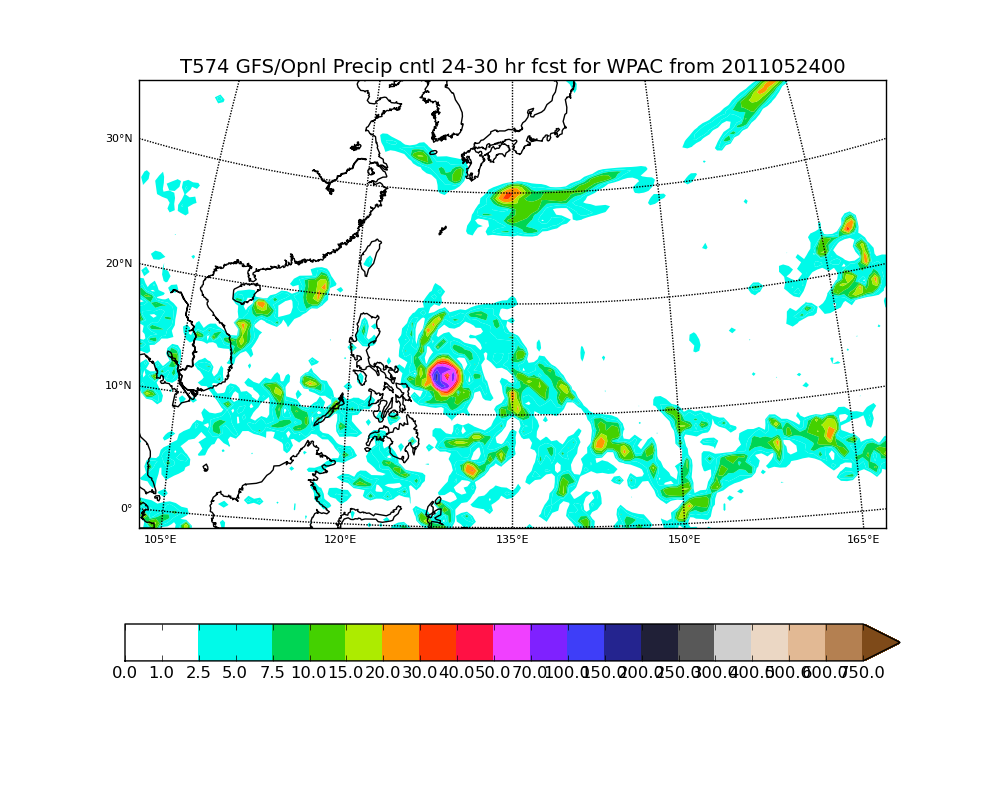 T574 GFS/Opnl Precip cntl 24-30 hr fcst for WPAC from 2011052400
30°N
20°N
10°N
0°
105°E 120°E 135°E 150°E 165°E
0.0 1.0 2.5 5.0 7.5 10.0 15.0 20.0 30.0 40.0 50.0 70.0 100.0 150.0 200.0 250.0 300.0 400.0 500.0 600.0 750.0